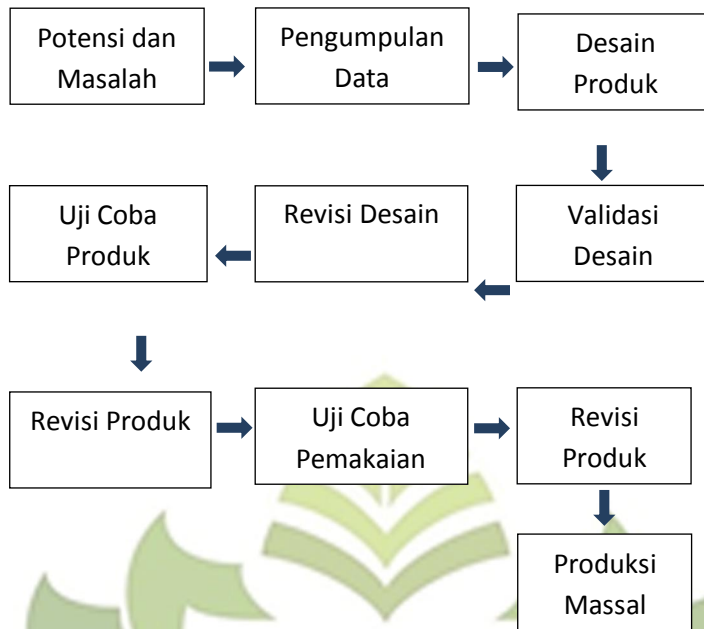 Potensi dan
Masalah
Pengumpulan
Data
Desain
Produk
Validasi
Desain
Revisi Desain
Uji Coba
Produk
Revisi Produk
Uji Coba
Pemakaian
Revisi
Produk
Produksi
Massal